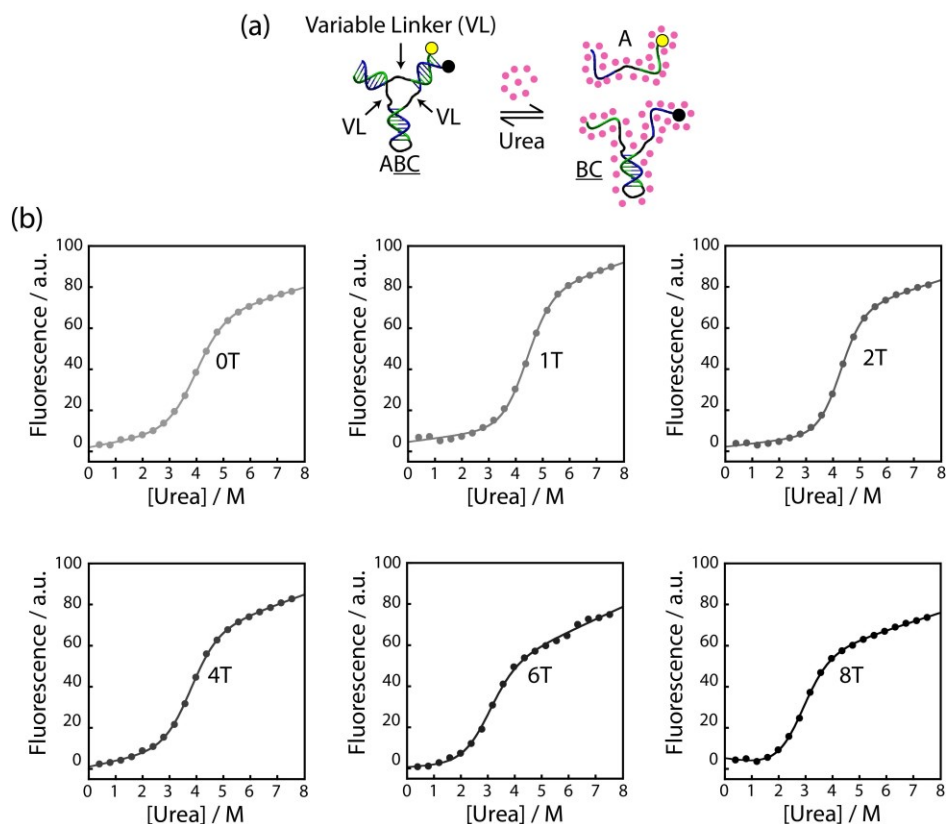 (a)
Variable Linker (VL)
VL
VL
ABC
Urea
A
BC
(b)
Fluorescence / a.u.
100
80
60
40
20
0
0T
0 1 2 3 4 5 6 7 8
[Urea] / M
Fluorescence / a.u.
100
80
60
40
20
0
1T
0 1 2 3 4 5 6 7 8
[Urea] / M
Fluorescence / a.u.
100
80
60
40
20
0
2T
0 1 2 3 4 5 6 7 8
[Urea] / M
Fluorescence / a.u.
100
80
60
40
20
0
4T
0 1 2 3 4 5 6 7 8
[Urea] / M
Fluorescence / a.u.
100
80
60
40
20
0
6T
0 1 2 3 4 5 6 7 8
[Urea] / M
Fluorescence / a.u.
100
80
60
40
20
0
8T
0 1 2 3 4 5 6 7 8
[Urea] / M